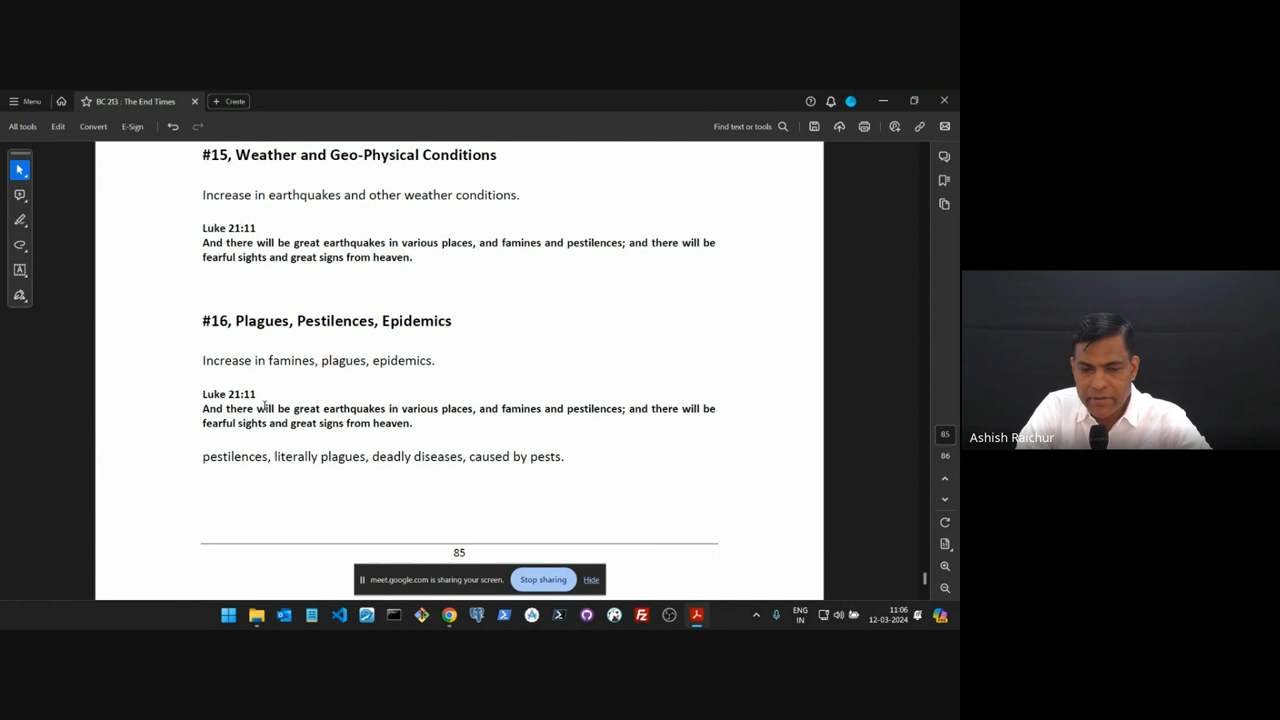 Menu
BC 213 : The End Times
Create
All tools
Edit
Convert
E-Sign
Find text or tools
#15, Weather and Geo-Physical Conditions
Increase in earthquakes and other weather conditions.
Luke 21:11
And there will be great earthquakes in various places, and famines and pestilences; and there will be
fearful sights and great signs from heaven.
#16, Plagues, Pestilences, Epidemics
Increase in famines, plagues, epidemics.
Luke 21:11
And there will be great earthquakes in various places, and famines and pestilences; and there will be
fearful sights and great signs from heaven.
pestilences, literally plagues, deadly diseases, caused by pests.
85
85
86
Ashish Raichur
meet.google.com is sharing your screen.
Stop sharing
Hide
ENG
IN
11:06
12-03-2024